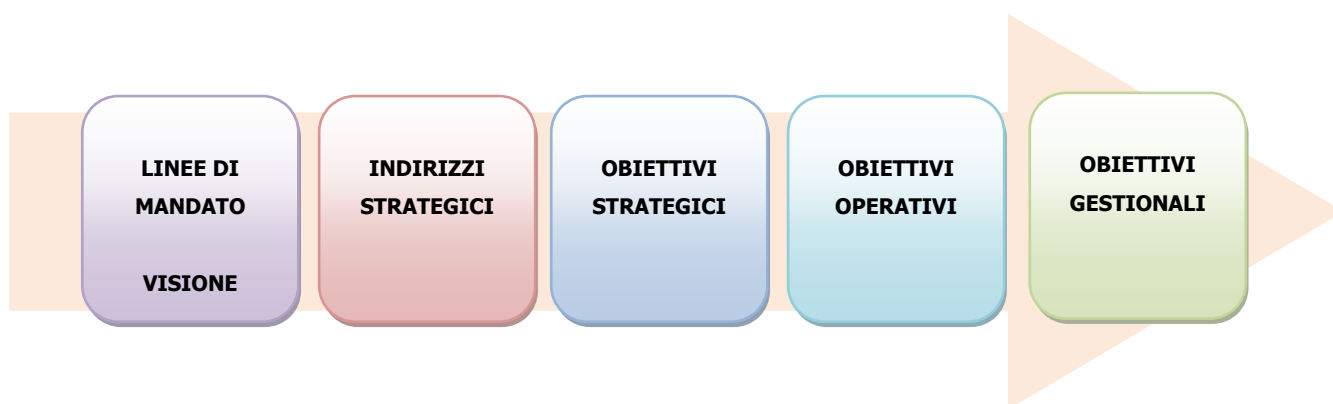 LINEE DI
MANDATO
VISIONE
INDIRIZZI
STRATEGICI
OBIETTIVI
STRATEGICI
OBIETTIVI
OPERATIVI
OBIETTIVI
GESTIONALI